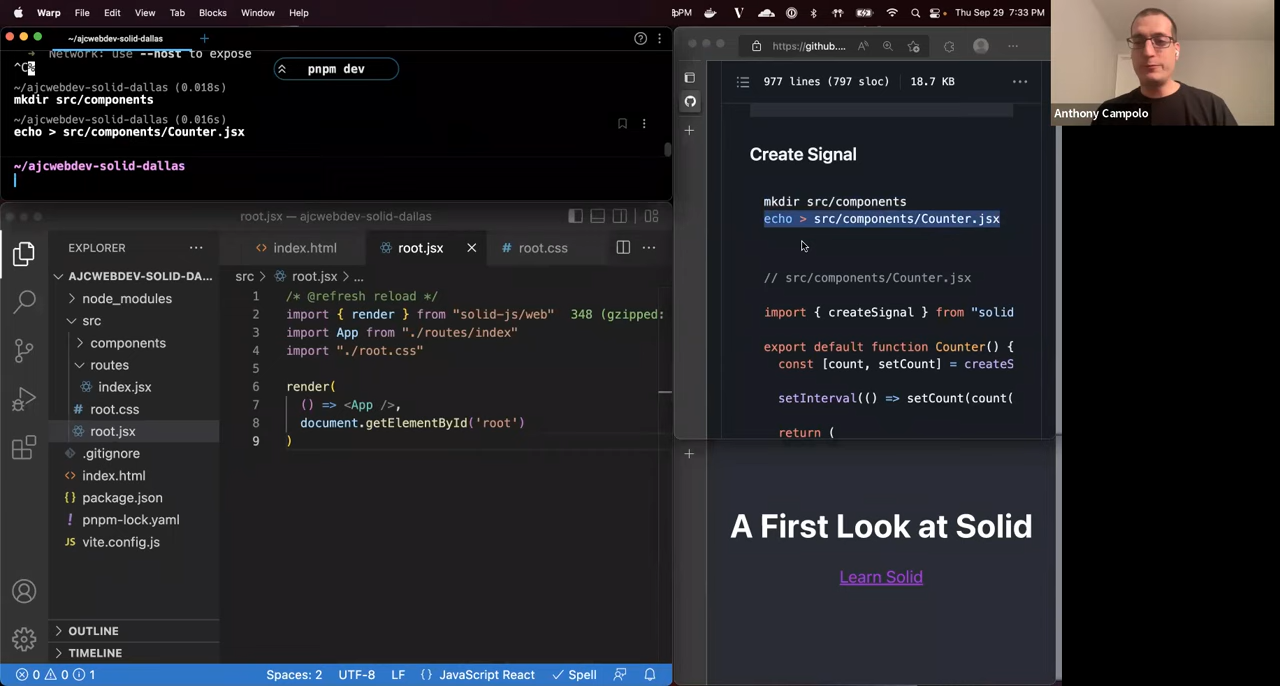 Warp File Edit View Tab Blocks Window Help
Thu Sep 29 7:33 PM
~/ajcwebdev-solid-dallas
→ Network: use --host to expose
^C%
pnpm dev
~/ajcwebdev-solid-dallas (0.018s)
mkdir src/components
~/ajcwebdev-solid-dallas (0.016s)
echo > src/components/Counter.jsx
~/ajcwebdev-solid-dallas
https://github....
977 lines (797 sloc) 18.7 KB
Create Signal
mkdir src/components
echo > src/components/Counter.jsx
// src/components/Counter.jsx
import { createSignal } from "solid
export default function Counter() {
const [count, setCount] = createS
setInterval(() => setCount(count(
return (
Anthony Campolo
root.jsx — ajcwebdev-solid-dallas
EXPLORER
AJCWEBDEV-SOLID-DA...
node_modules
src
components
routes
index.jsx
root.css
root.jsx
.gitignore
index.html
package.json
pnpm-lock.yaml
JS vite.config.js
OUTLINE
TIMELINE
index.html
root.jsx
root.css
src > root.jsx > ...
1 /* @refresh reload */
2 import { render } from "solid-js/web" 348 (gzipped:
3 import App from "./routes/index"
4 import "./root.css"
5
6 render(
7 () => <App />,
8 document.getElementById('root')
9 )
0 0 1
Spaces: 2 UTF-8 LF {} JavaScript React Spell
A First Look at Solid
Learn Solid